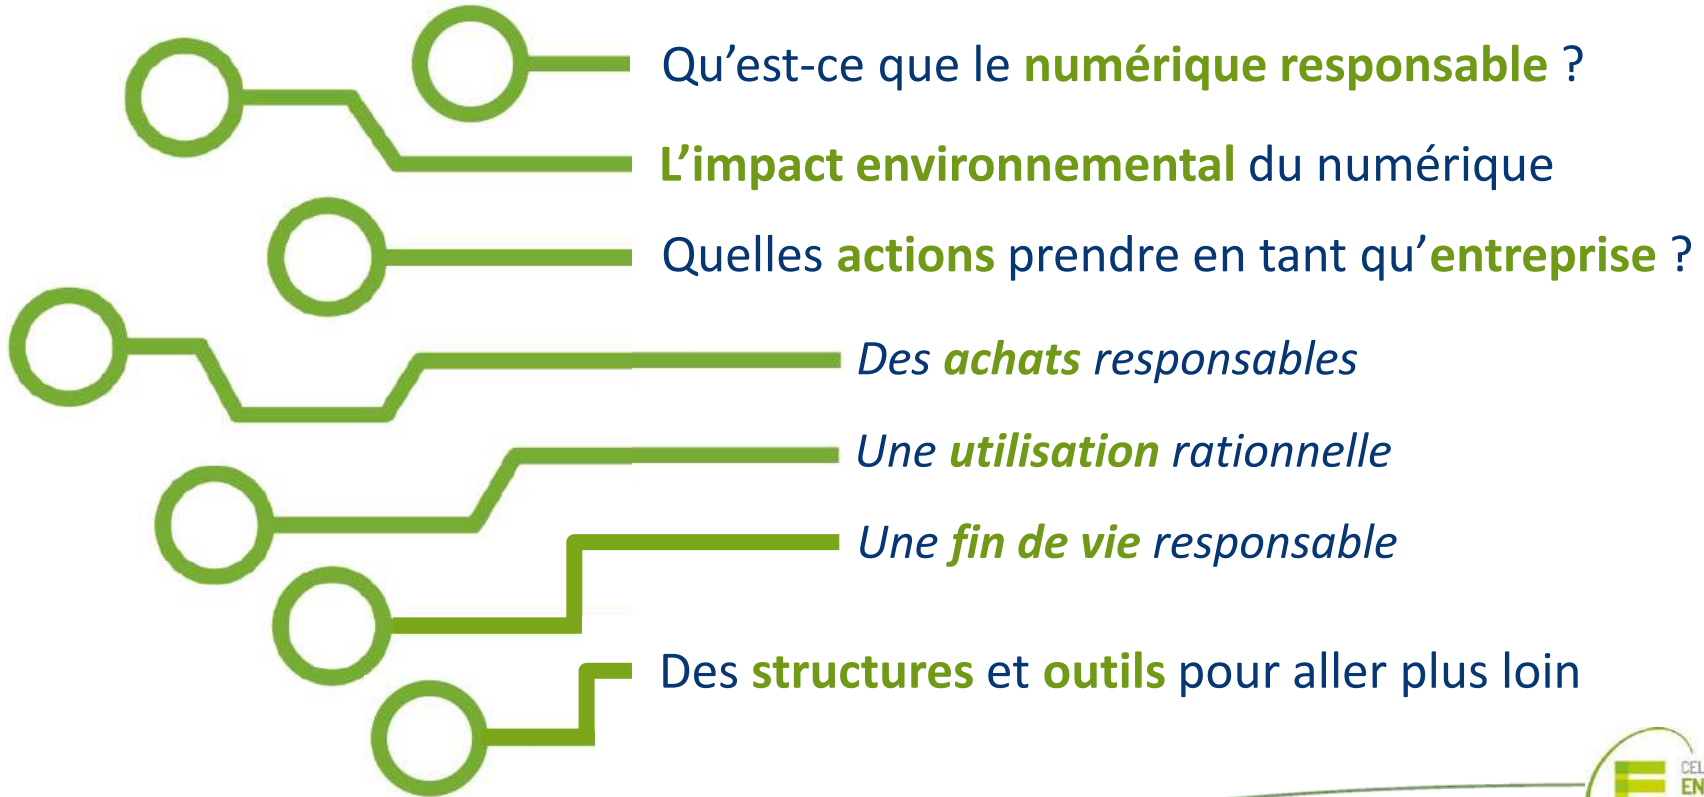 Qu’est-ce que le numérique responsable ?
L’impact environnemental du numérique
Quelles actions prendre en tant qu’entreprise ?
Des achats responsables
Une utilisation rationnelle
Une fin de vie responsable
Des structures et outils pour aller plus loin